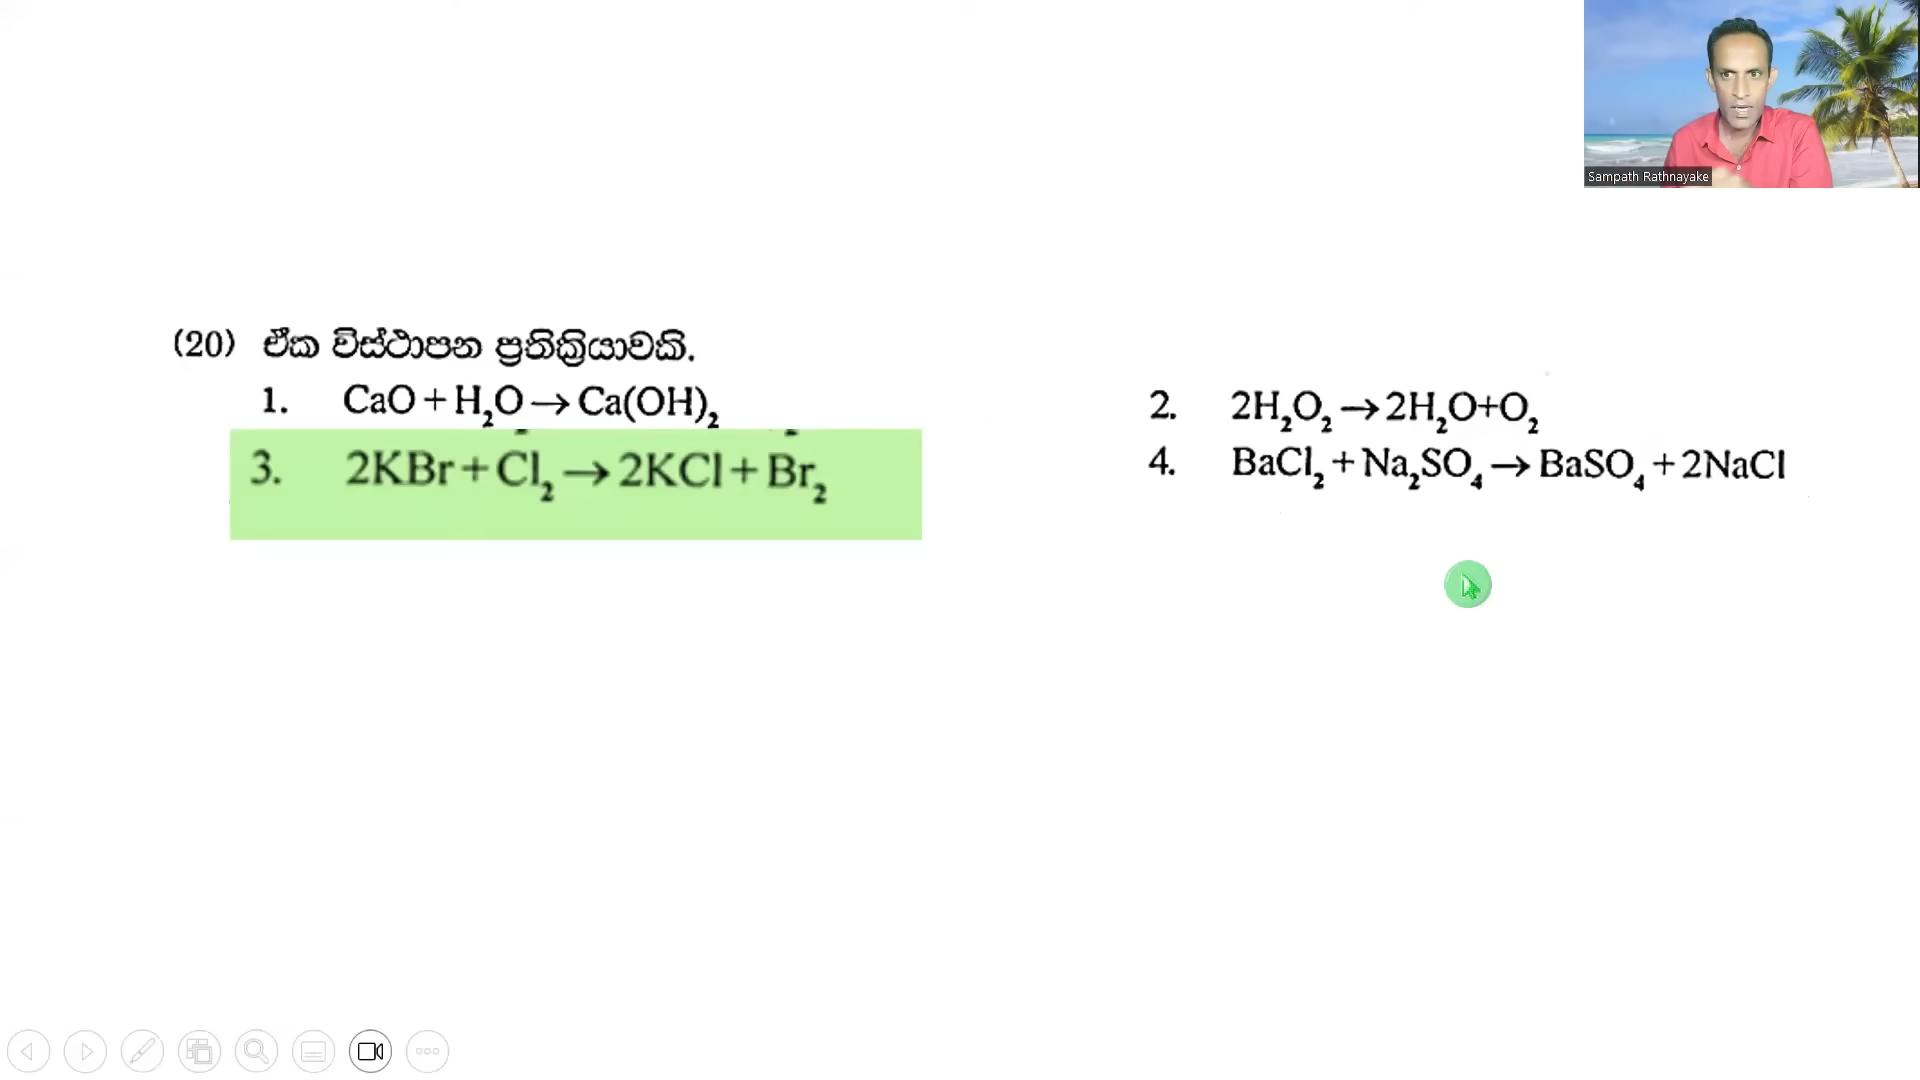 Sampath Rathnayake
(20) ඒක විස්ථාපන ප්‍රතික්‍රියාවකි.
1. CaO + H₂O → Ca(OH)₂
2. 2H₂O₂ → 2H₂O+O₂
3. 2KBr + Cl₂ → 2KCl + Br₂
4. BaCl₂ + Na₂SO₄ → BaSO₄ + 2NaCl